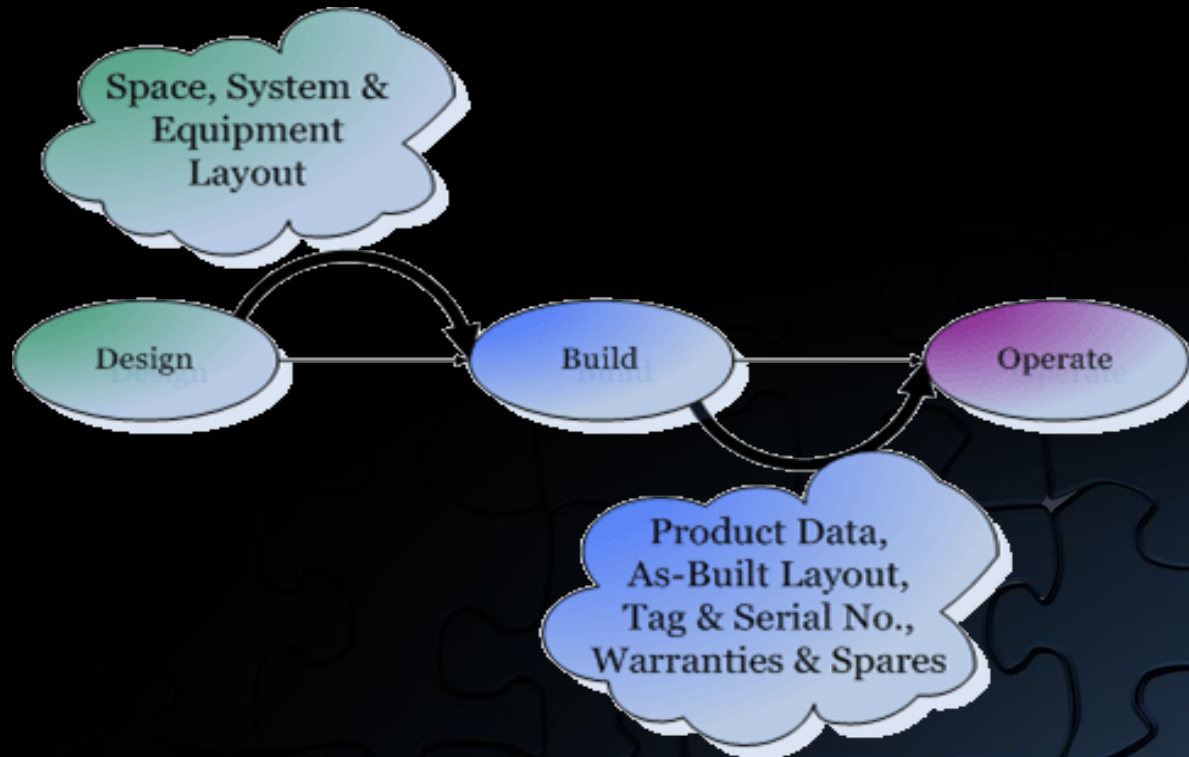 Space, System &
Equipment
Layout
Design
Build
Operate
Product Data,
As-Built Layout,
Tag & Serial No.,
Warranties & Spares